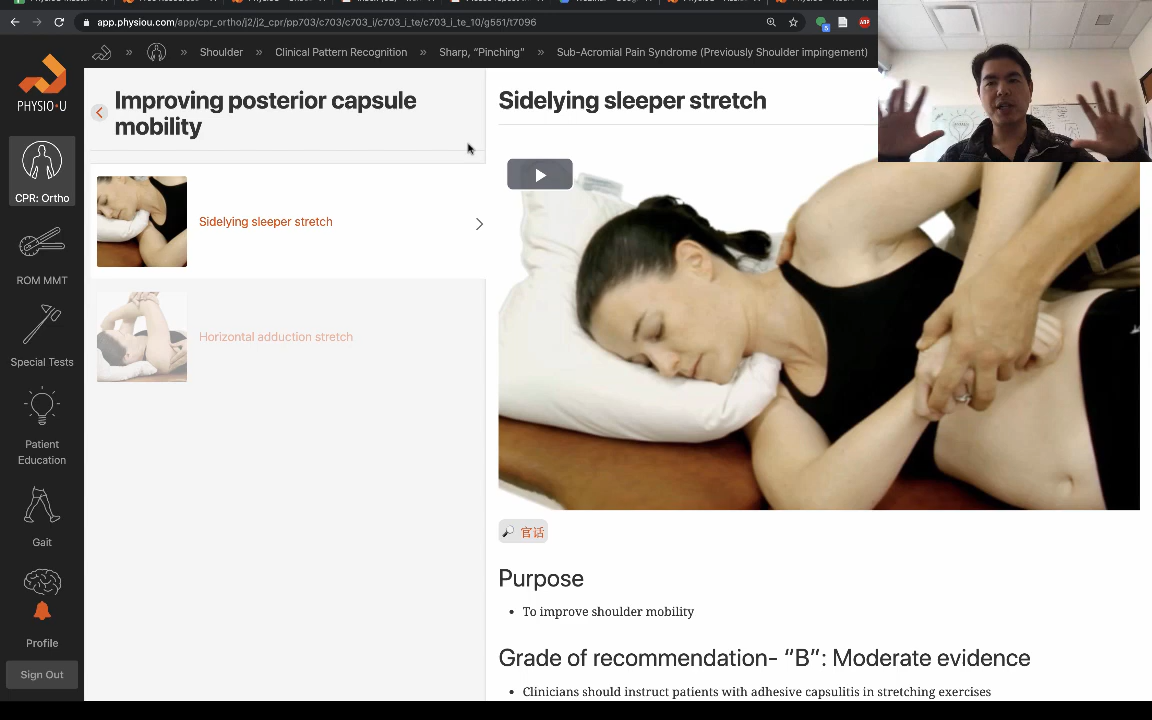 app.physiou.com/app/cpr_ortho/j2/j2_cpr/pp703/c703/c703_i/c703_i_te/c703_i_te_10/g551/t7096
» » Shoulder » Clinical Pattern Recognition » Sharp, “Pinching” » Sub-Acromial Pain Syndrome (Previously Shoulder impingement)
PHYSIO U
CPR: Ortho
ROM MMT
Special Tests
Patient
Education
Gait
Profile
Sign Out
Improving posterior capsule
mobility
Sidelying sleeper stretch
Horizontal adduction stretch
Sidelying sleeper stretch
官话
Purpose
• To improve shoulder mobility
Grade of recommendation- “B”: Moderate evidence
• Clinicians should instruct patients with adhesive capsulitis in stretching exercises